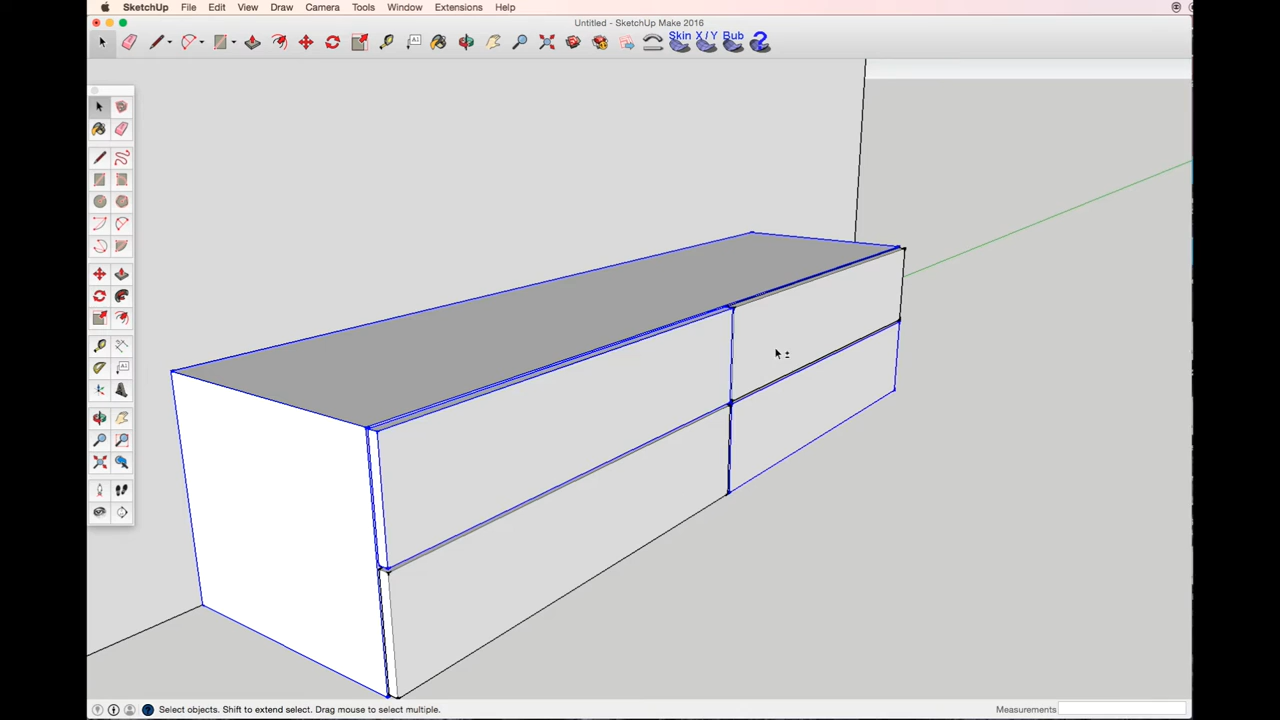 SketchUp File Edit View Draw Camera Tools Window Extensions Help
Untitled - SketchUp Make 2016
Skin X/Y Bub
Select objects. Shift to extend select. Drag mouse to select multiple.
Measurements